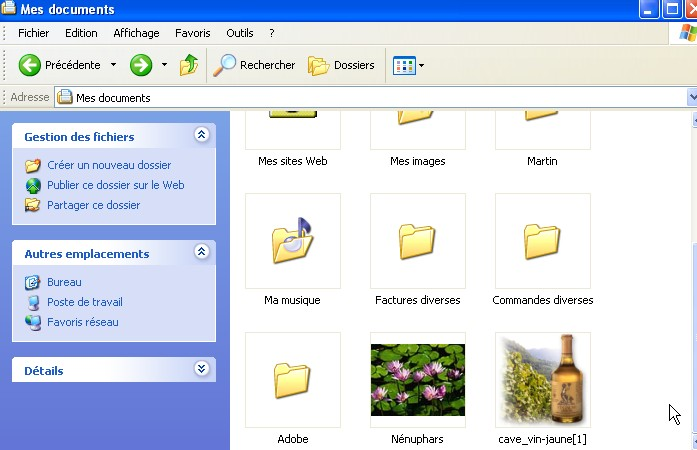 Mes documents
Fichier Edition Affichage Favoris Outils ?
Précédente Rechercher Dossiers
Adresse Mes documents
Gestion des fichiers
Créer un nouveau dossier
Publier ce dossier sur le Web
Partager ce dossier
Autres emplacements
Bureau
Poste de travail
Favoris réseau
Détails
Mes sites Web Mes images Martin
Ma musique Factures diverses Commandes diverses
Adobe Nénuphars cave_vin-jaune[1]